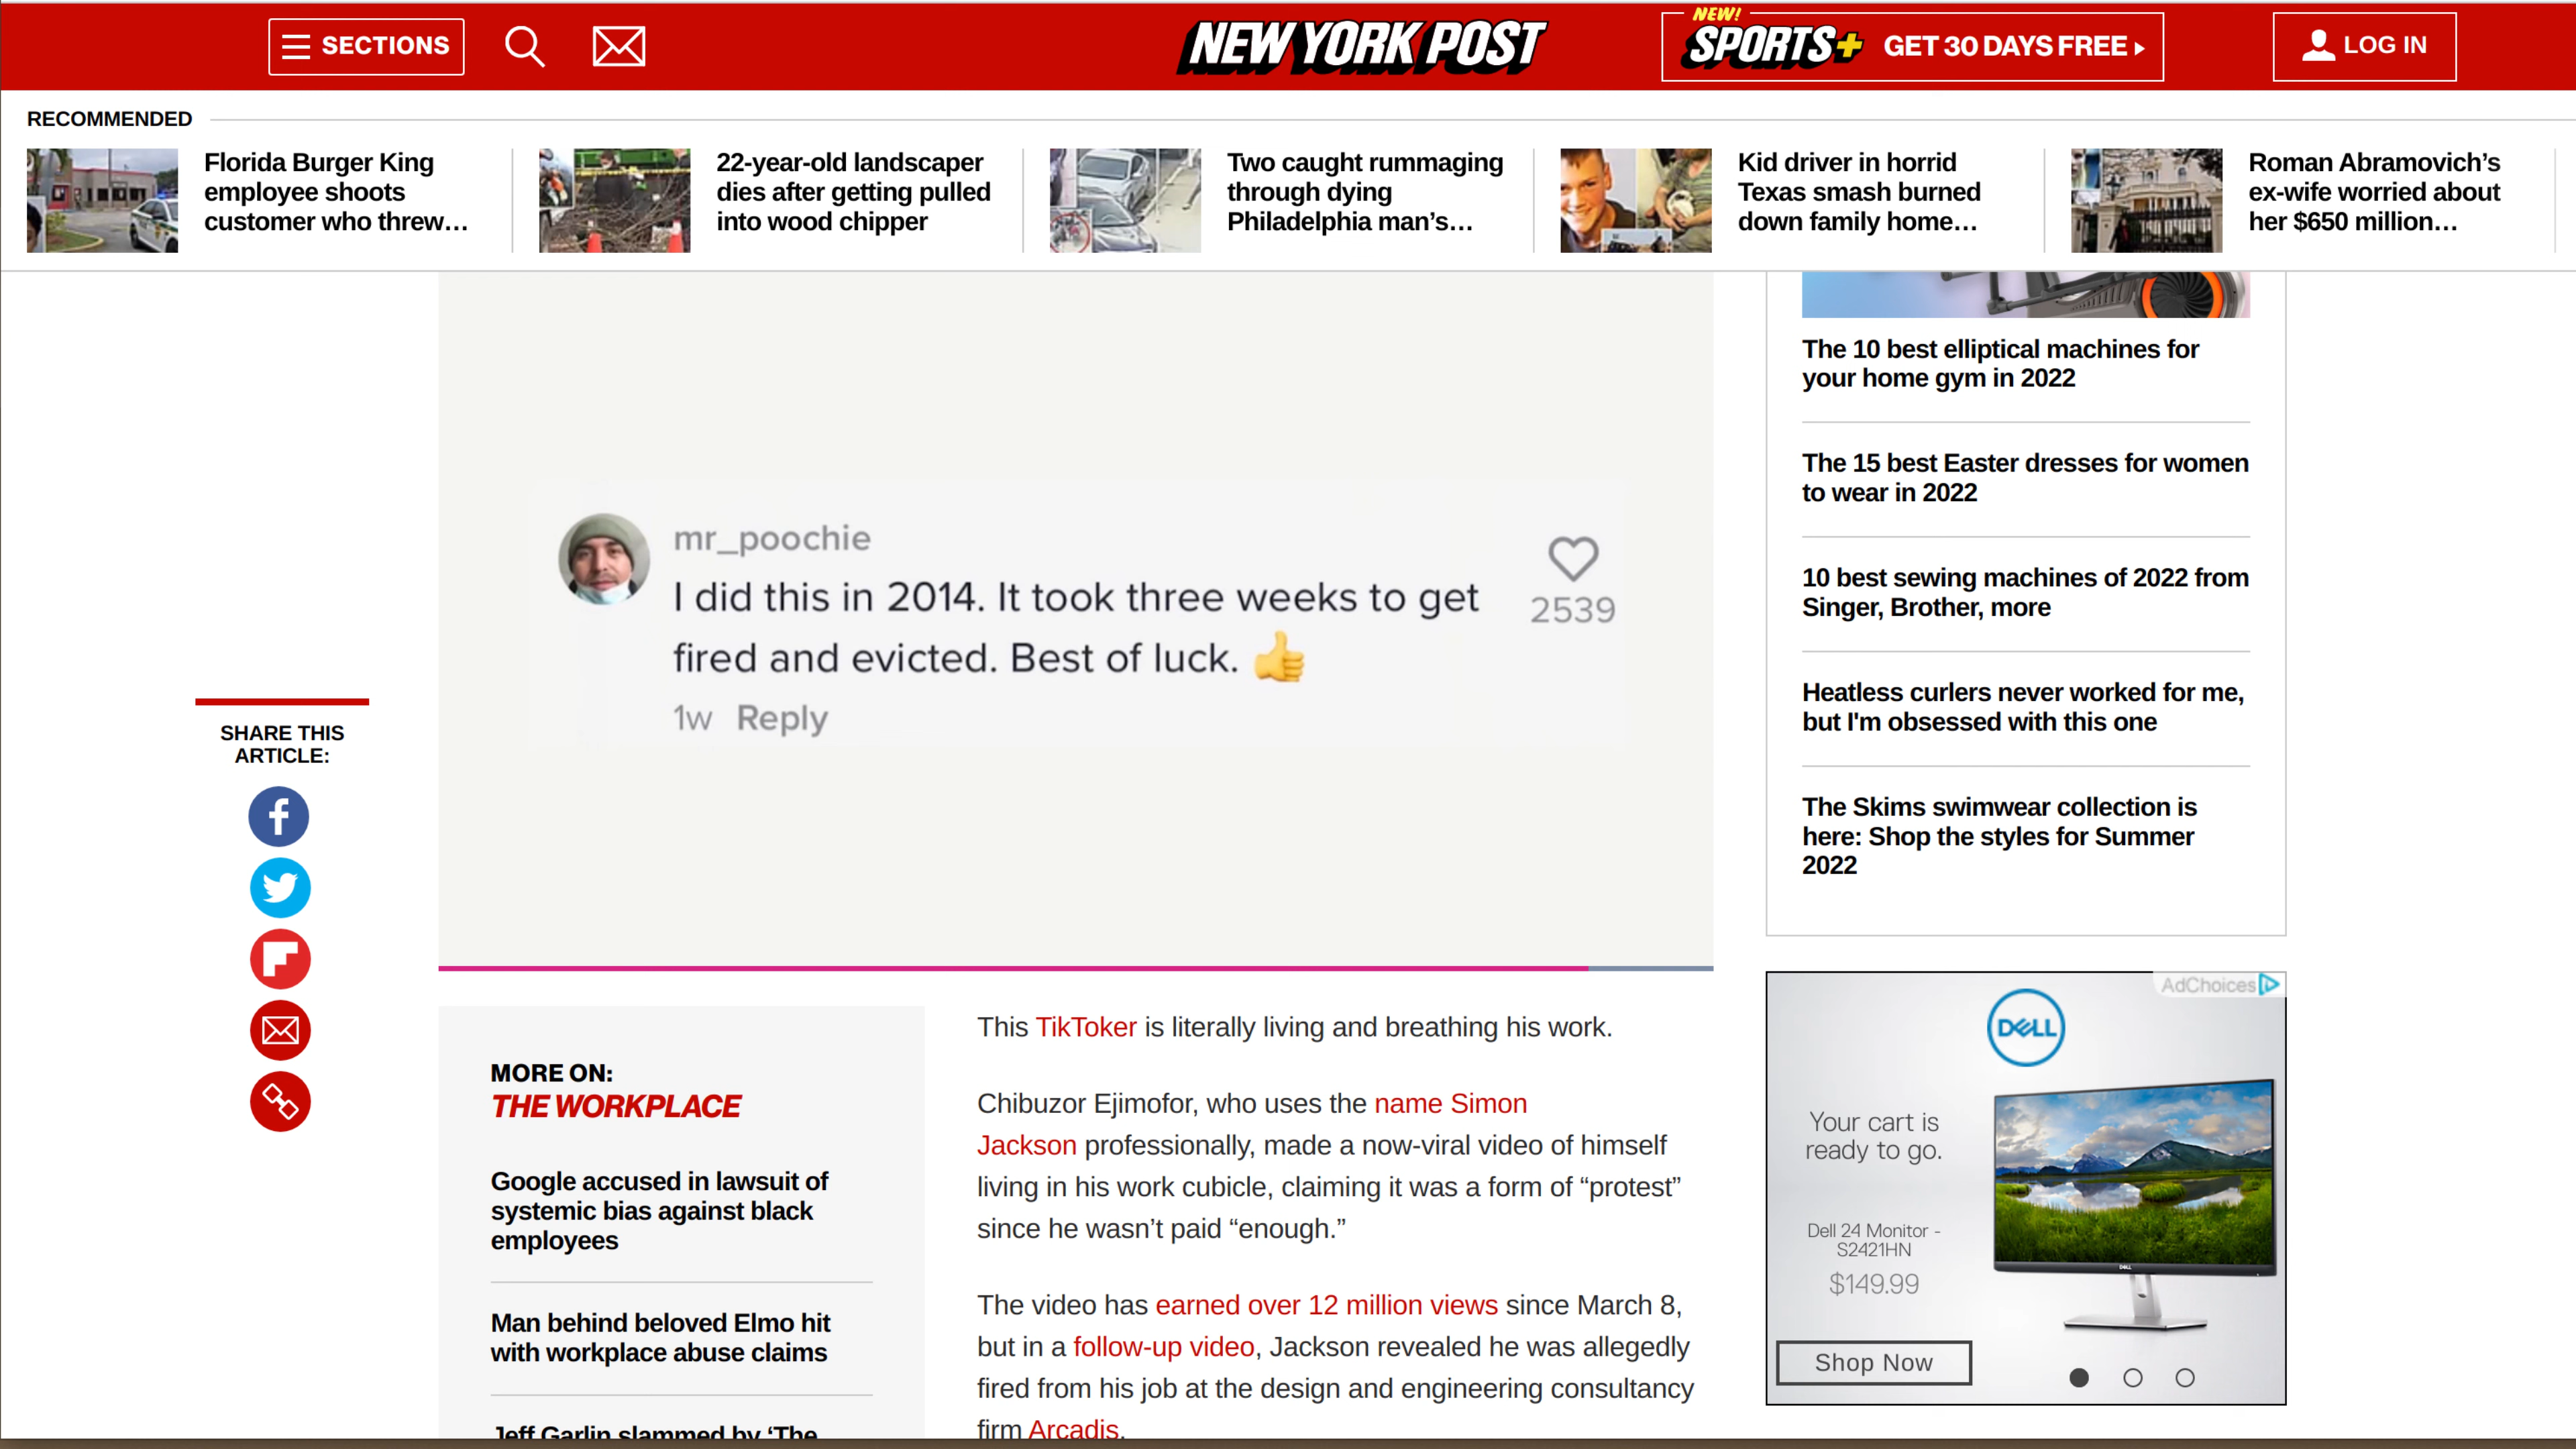 SECTIONS
NEW YORK POST
NEW!
SPORTS+ GET 30 DAYS FREE
LOG IN
RECOMMENDED
Florida Burger King
employee shoots
customer who threw…
22-year-old landscaper
dies after getting pulled
into wood chipper
Two caught rummaging
through dying
Philadelphia man’s…
Kid driver in horrid
Texas smash burned
down family home…
Roman Abramovich’s
ex-wife worried about
her $650 million…
SHARE THIS
ARTICLE:
mr_poochie
I did this in 2014. It took three weeks to get
fired and evicted. Best of luck. 👍
2539
1w Reply
MORE ON:
THE WORKPLACE
Google accused in lawsuit of
systemic bias against black
employees
Man behind beloved Elmo hit
with workplace abuse claims
Jeff Garlin slammed by ‘The
This TikToker is literally living and breathing his work.
Chibuzor Ejimofor, who uses the name Simon
Jackson professionally, made a now-viral video of himself
living in his work cubicle, claiming it was a form of “protest”
since he wasn’t paid “enough.”
The video has earned over 12 million views since March 8,
but in a follow-up video, Jackson revealed he was allegedly
fired from his job at the design and engineering consultancy
firm Arcadis.
The 10 best elliptical machines for
your home gym in 2022
The 15 best Easter dresses for women
to wear in 2022
10 best sewing machines of 2022 from
Singer, Brother, more
Heatless curlers never worked for me,
but I'm obsessed with this one
The Skims swimwear collection is
here: Shop the styles for Summer
2022
AdChoices
DELL
Your cart is
ready to go.
Dell 24 Monitor -
S2421HN
$149.99
DELL
Shop Now